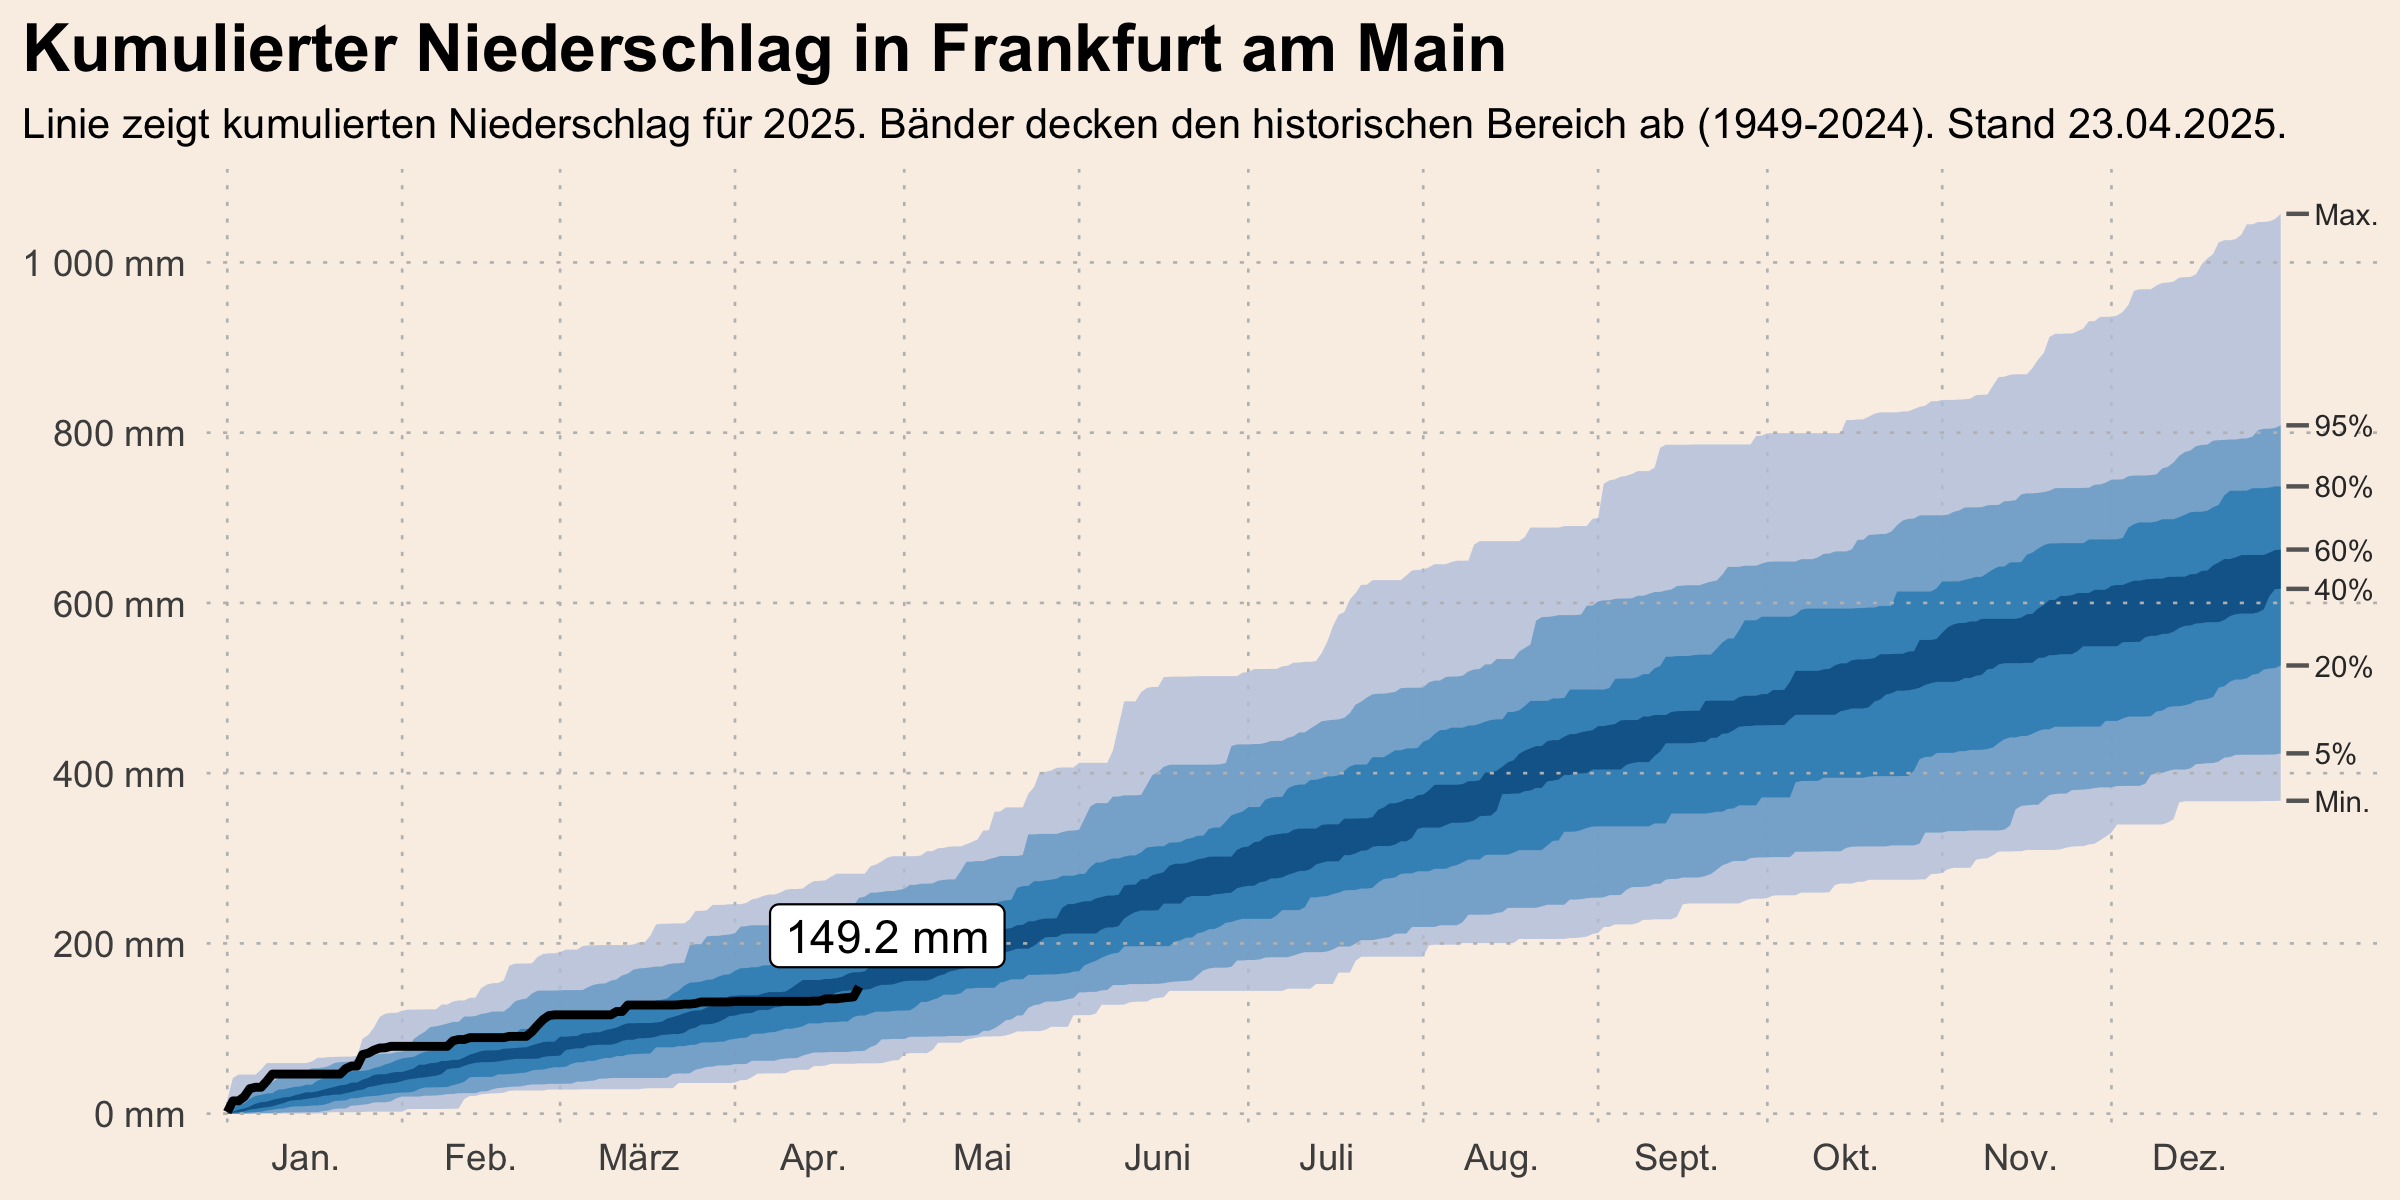 Kumulierter Niederschlag in Frankfurt am Main
Linie zeigt kumulierten Niederschlag für 2025. Bänder decken den historischen Bereich ab (1949-2024). Stand 23.04.2025.
Max.
1 000 mm
95%
800 mm
80%
60%
40%
600 mm
20%
5%
400 mm
Min.
149.2 mm
200 mm
0 mm
Jan. Feb. März Apr. Mai Juni Juli Aug. Sept. Okt. Nov. Dez.